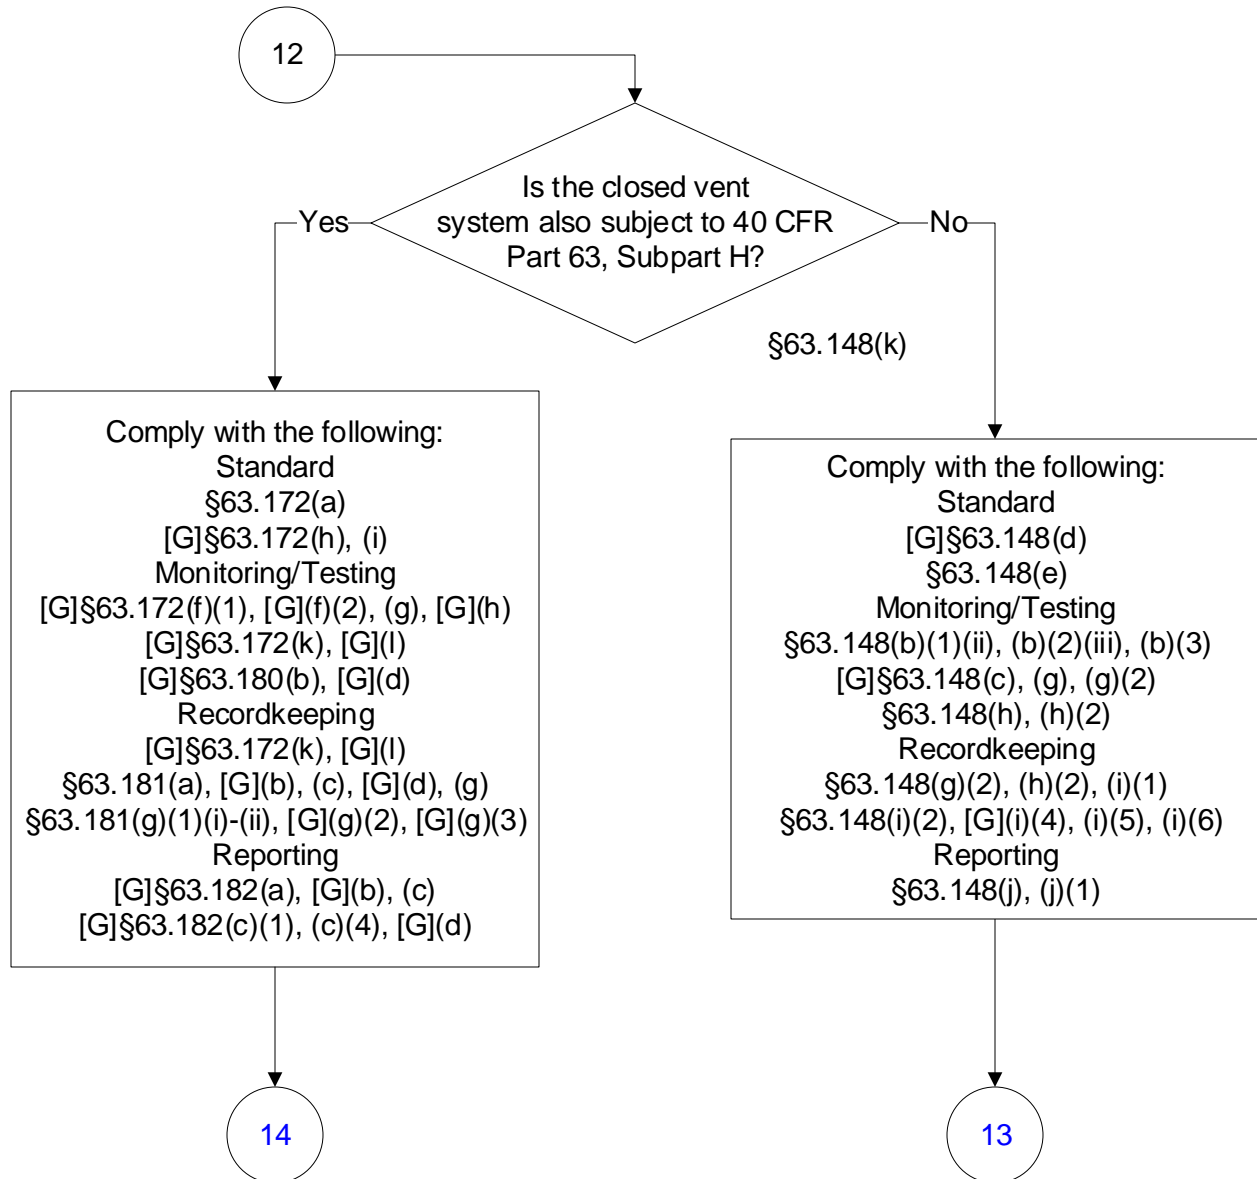 12
Is the closed vent
system also subject to 40 CFR
Part 63, Subpart H?
Yes
No
§63.148(k)
Comply with the following:
Standard
§63.172(a)
[G]§63.172(h), (i)
Monitoring/Testing
[G]§63.172(f)(1), [G](f)(2), (g), [G](h)
[G]§63.172(k), [G](l)
[G]§63.180(b), [G](d)
Recordkeeping
[G]§63.172(k), [G](l)
§63.181(a), [G](b), (c), [G](d), (g)
§63.181(g)(1)(i)-(ii), [G](g)(2), [G](g)(3)
Reporting
[G]§63.182(a), [G](b), (c)
[G]§63.182(c)(1), (c)(4), [G](d)
Comply with the following:
Standard
[G]§63.148(d)
§63.148(e)
Monitoring/Testing
§63.148(b)(1)(ii), (b)(2)(iii), (b)(3)
[G]§63.148(c), (g), (g)(2)
§63.148(h), (h)(2)
Recordkeeping
§63.148(g)(2), (h)(2), (i)(1)
§63.148(i)(2), [G](i)(4), (i)(5), (i)(6)
Reporting
§63.148(j), (j)(1)
14
13